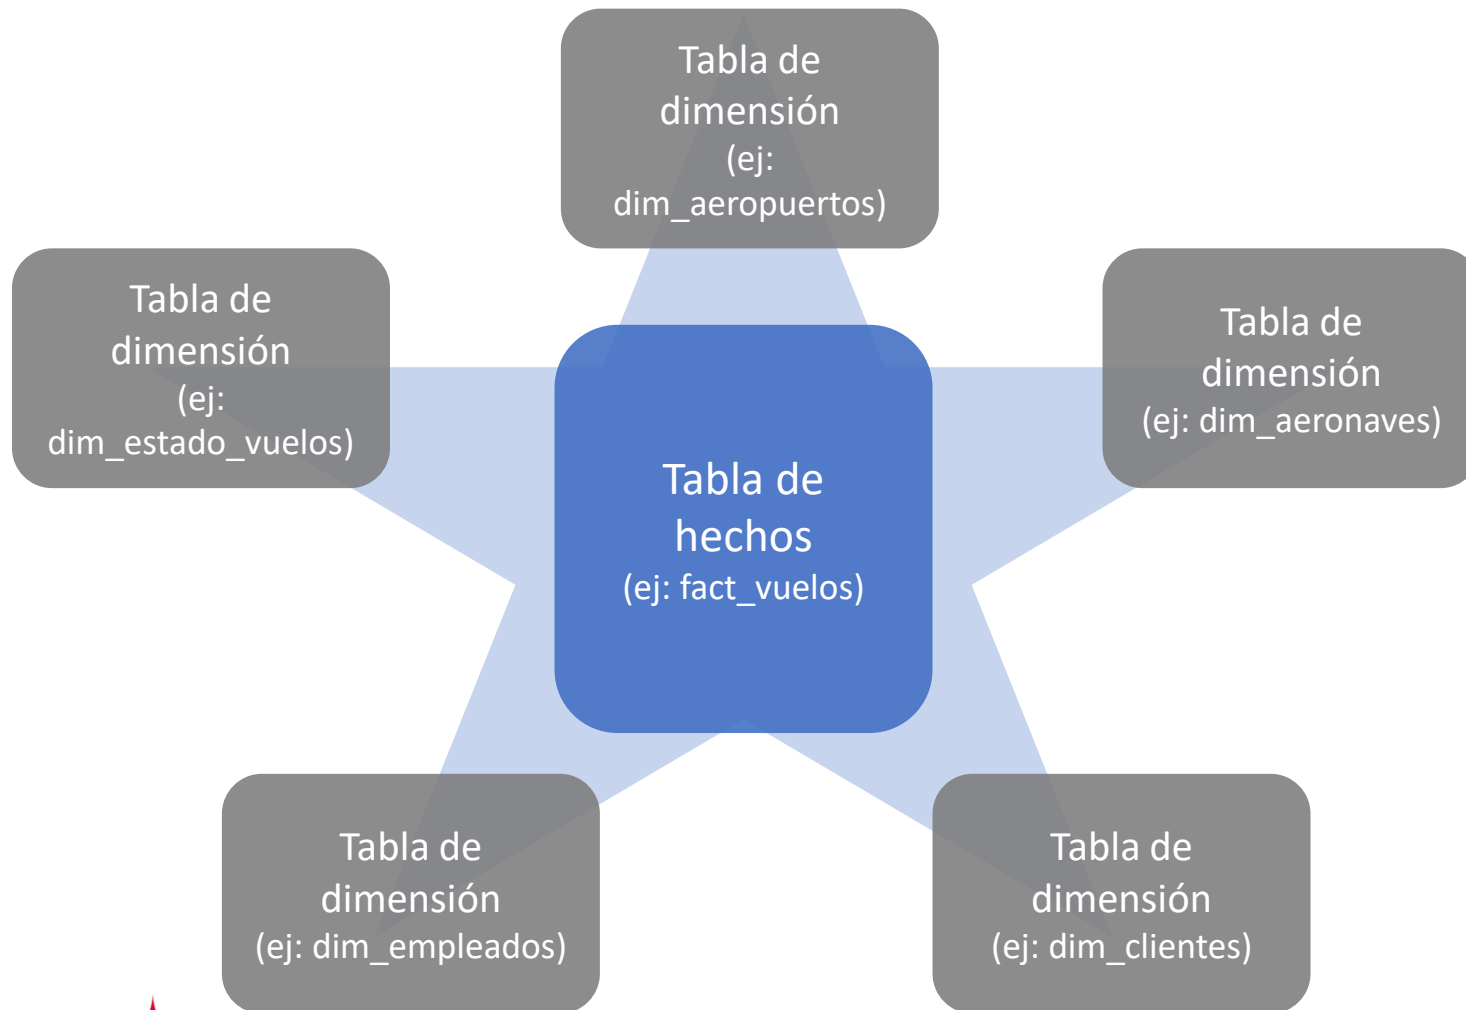 Tabla de
dimensión
(ej:
dim_aeropuertos)
Tabla de
dimensión
(ej:
dim_estado_vuelos)
Tabla de
dimensión
(ej: dim_aeronaves)
Tabla de
hechos
(ej: fact_vuelos)
Tabla de
dimensión
(ej: dim_empleados)
Tabla de
dimensión
(ej: dim_clientes)